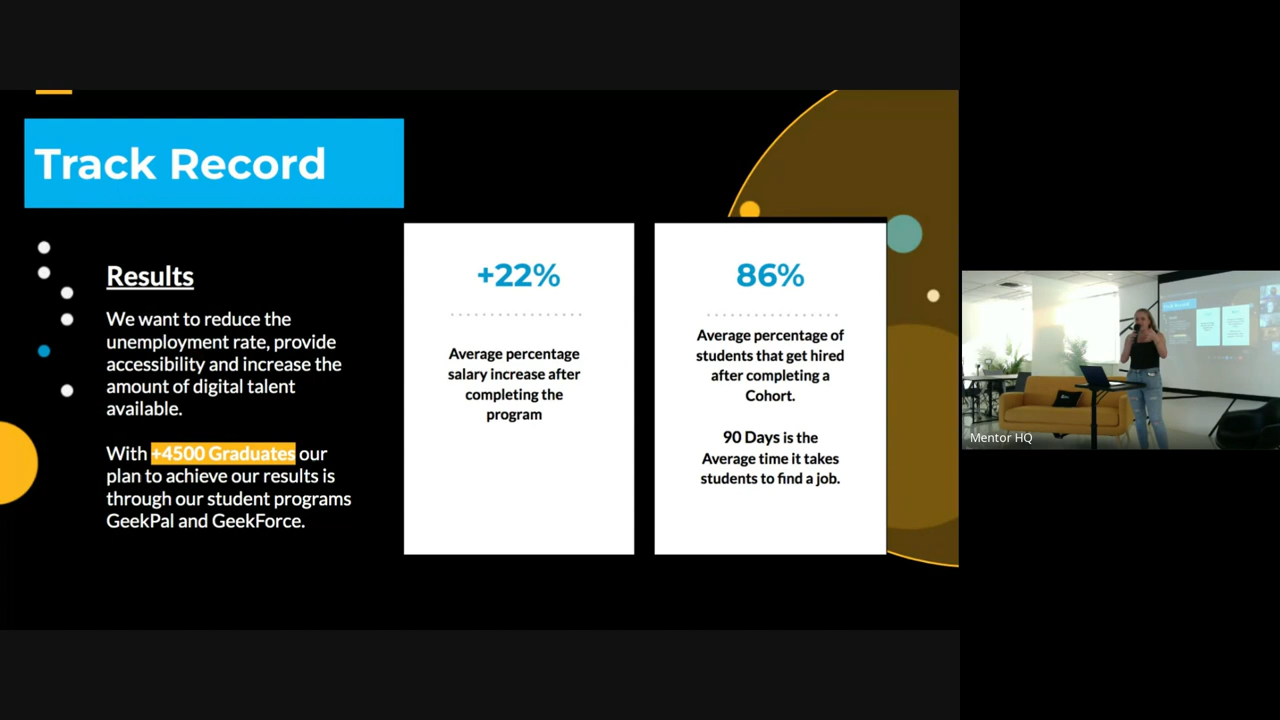 Track Record
Results
We want to reduce the
unemployment rate, provide
accessibility and increase the
amount of digital talent
available.
With +4500 Graduates our
plan to achieve our results is
through our student programs
GeekPal and GeekForce.
+22%
Average percentage
salary increase after
completing the
program
86%
Average percentage of
students that get hired
after completing a
Cohort.
90 Days is the
Average time it takes
students to find a job.
Mentor HQ